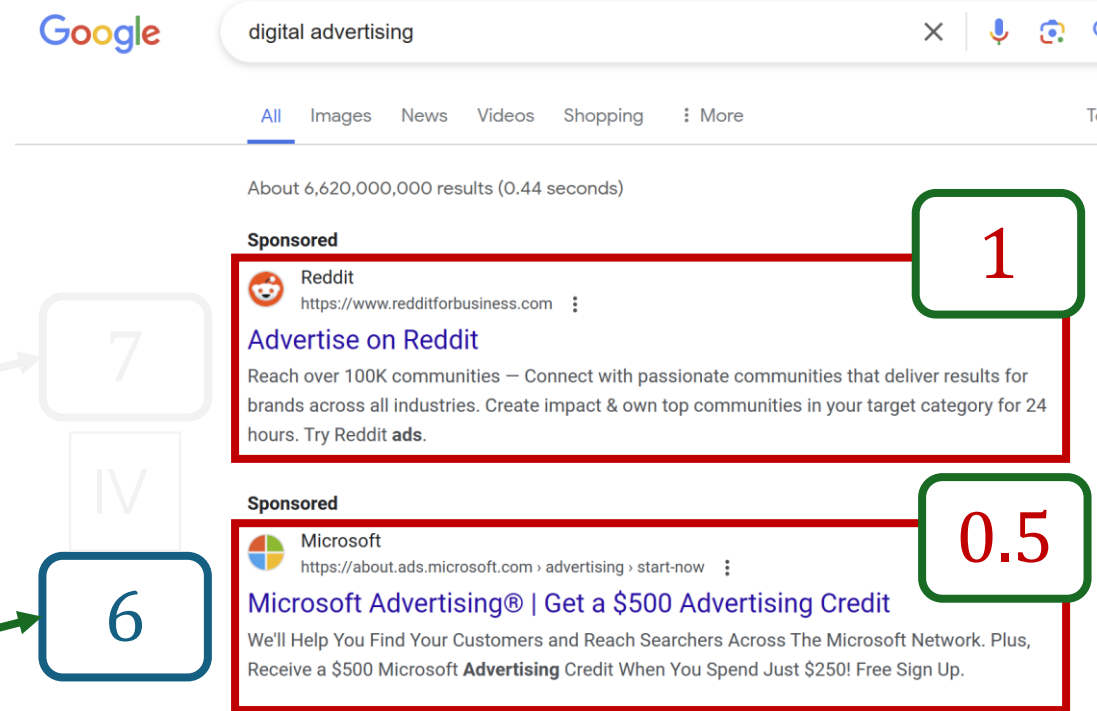 Google
digital advertising
All Images News Videos Shopping More
About 6,620,000,000 results (0.44 seconds)
1
Sponsored
Reddit
https://www.redditforbusiness.com
7
Advertise on Reddit
Reach over 100K communities — Connect with passionate communities that deliver results for
brands across all industries. Create impact & own top communities in your target category for 24
hours. Try Reddit ads.
IV
Sponsored
0.5
Microsoft
https://about.ads.microsoft.com › advertising › start-now
6
Microsoft Advertising® | Get a $500 Advertising Credit
We'll Help You Find Your Customers and Reach Searchers Across The Microsoft Network. Plus,
Receive a $500 Microsoft Advertising Credit When You Spend Just $250! Free Sign Up.